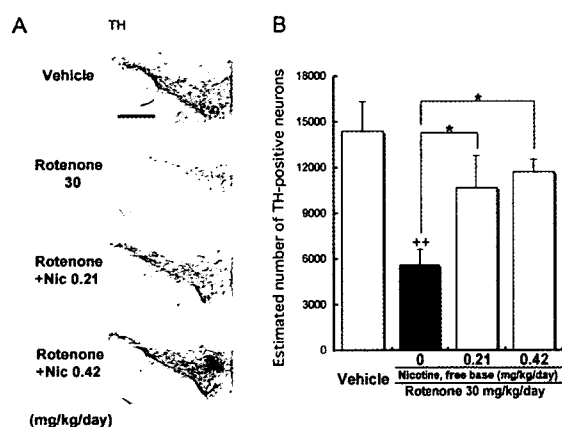 A
TH
Vehicle
Rotenone
30
Rotenone
+Nic 0.21
Rotenone
+Nic 0.42
(mg/kg/day)
B
Estimated number of TH-positive neurons
18000
15000
12000
9000
6000
3000
0
*
*
++
Vehicle
0 0.21 0.42
Nicotine, free base (mg/kg/day)
Rotenone 30 mg/kg/day